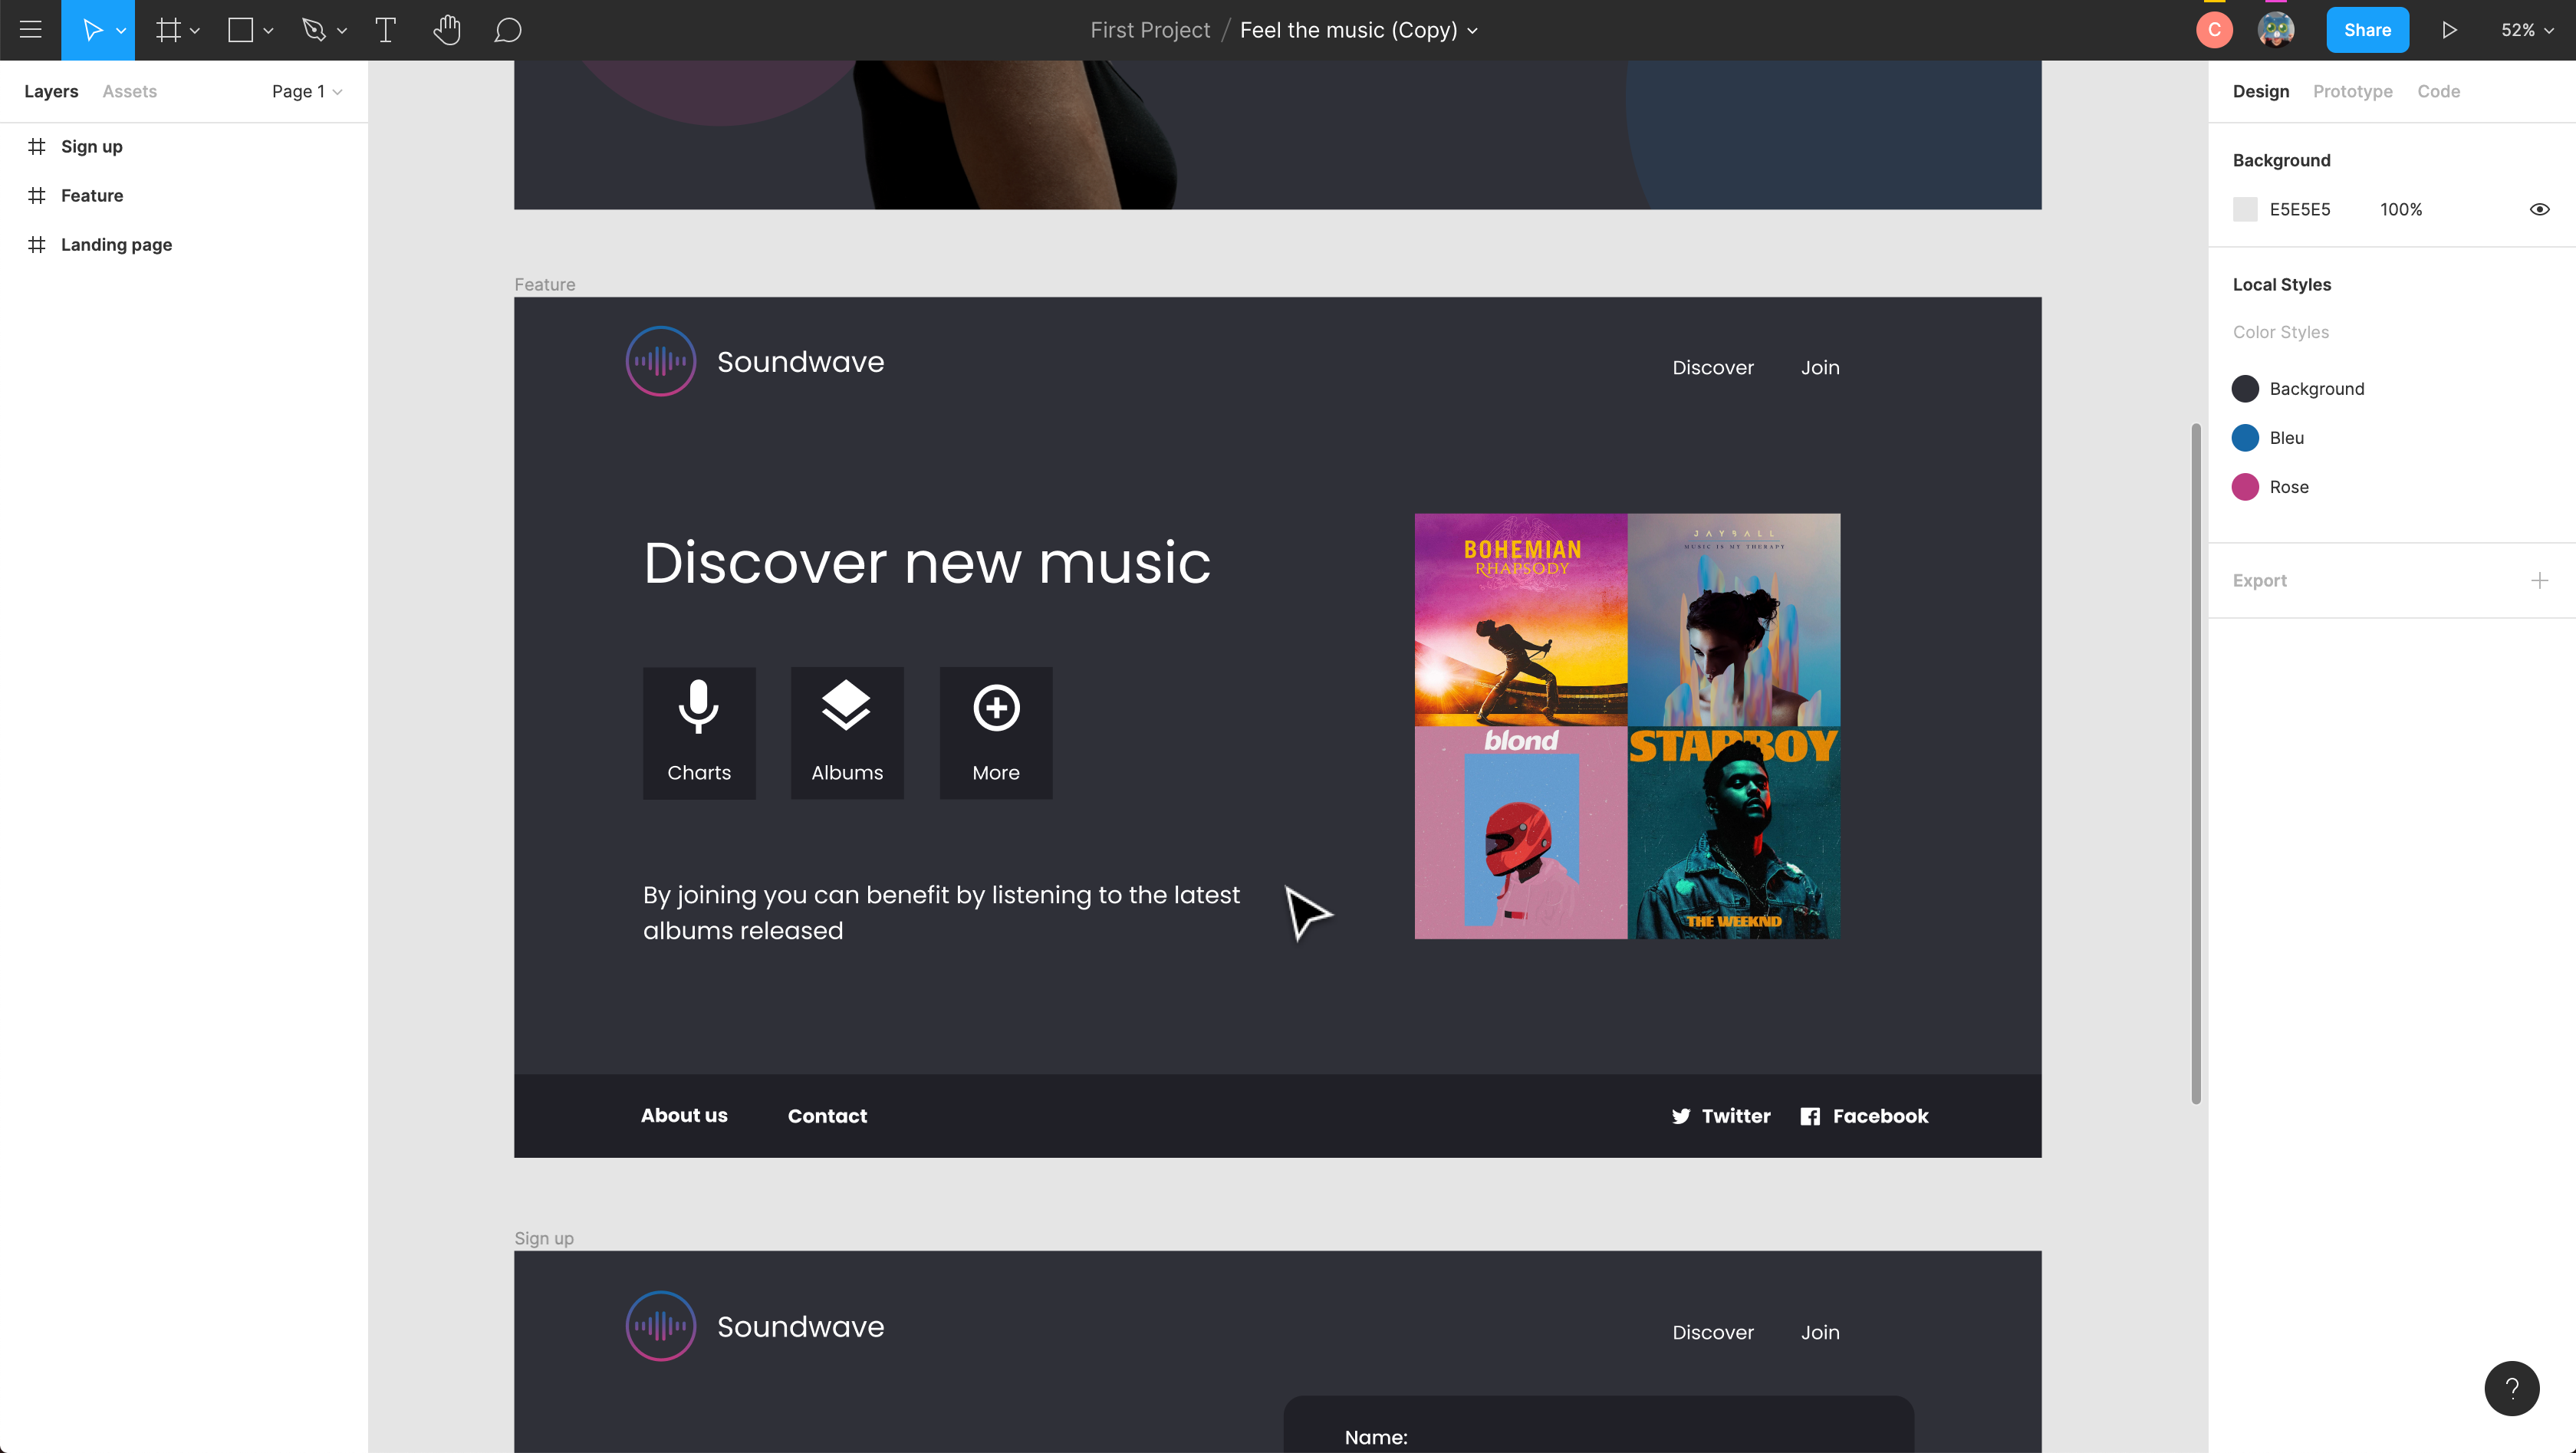 First Project / Feel the music (Copy)
C
Share
52%
Layers
Assets
Page 1
Sign up
Feature
Landing page
Design
Prototype
Code
Background
E5E5E5
100%
Local Styles
Color Styles
Background
Bleu
Rose
Export
Feature
Soundwave
Discover
Join
Discover new music
Charts
Albums
More
By joining you can benefit by listening to the latest
albums released
BOHEMIAN
RHAPSODY
JAYBALL
MUSIC IS MY THERAPY
blond
STARBOY
THE WEEKND
About us
Contact
Twitter
Facebook
Sign up
Soundwave
Discover
Join
Name:
?